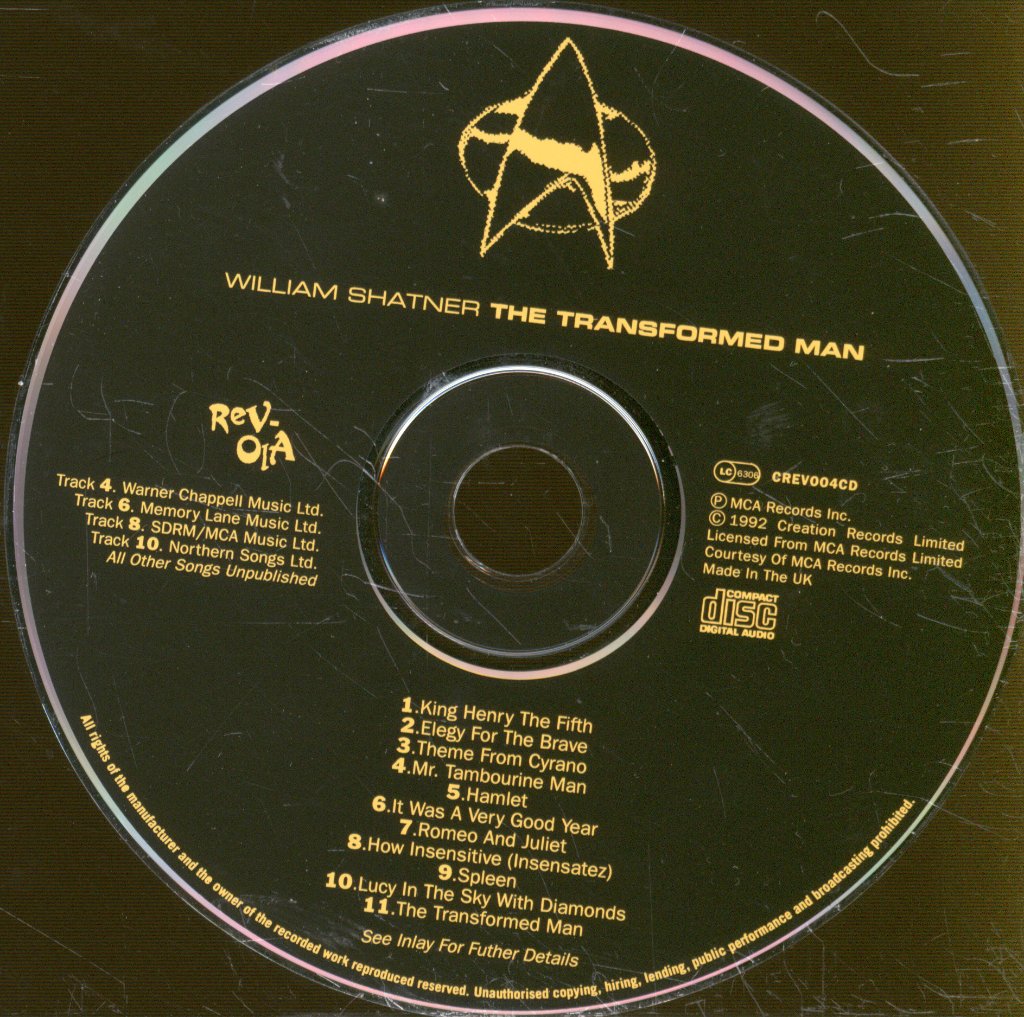 WILLIAM SHATNER THE TRANSFORMED MAN
ReV-
OlA
Track 4. Warner Chappell Music Ltd.
Track 6. Memory Lane Music Ltd.
Track 8. SDRM/MCA Music Ltd.
Track 10. Northern Songs Ltd.
All Other Songs Unpublished
LC 6306 CREV004CD
℗ MCA Records Inc.
© 1992 Creation Records Limited
Licensed From MCA Records Limited
Courtesy Of MCA Records Inc.
Made In The UK
COMPACT
disc
DIGITAL AUDIO
1.King Henry The Fifth
2.Elegy For The Brave
3.Theme From Cyrano
4.Mr. Tambourine Man
5.Hamlet
6.It Was A Very Good Year
7.Romeo And Juliet
8.How Insensitive (Insensatez)
9.Spleen
10.Lucy In The Sky With Diamonds
11.The Transformed Man
See Inlay For Futher Details
All rights of the manufacturer and the owner of the recorded work reproduced reserved. Unauthorised copying, hiring, lending, public performance and broadcasting prohibited.